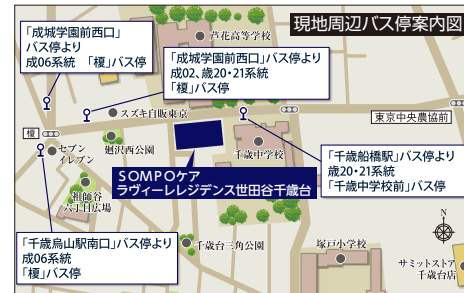 現地周辺バス停案内図
「成城学園前西口」
バス停より
成06系統 「榎」バス停
芦花高等学校
「成城学園前西口」バス停より
成02、歳20・21系統
「榎」バス停
スズキ自販東京
東京中央農協前
榎
セブン
イレブン
廻沢西公園
千歳中学校
「千歳船橋駅」バス停より
歳20・21系統
「千歳中学校前」バス停
SOMPOケア
ラヴィーレレジデンス世田谷千歳台
祖師谷
六丁目広場
「千歳烏山駅南口」バス停より
成06系統
「榎」バス停
千歳台三角公園
塚戸小学校
N
サミットストア
千歳台店